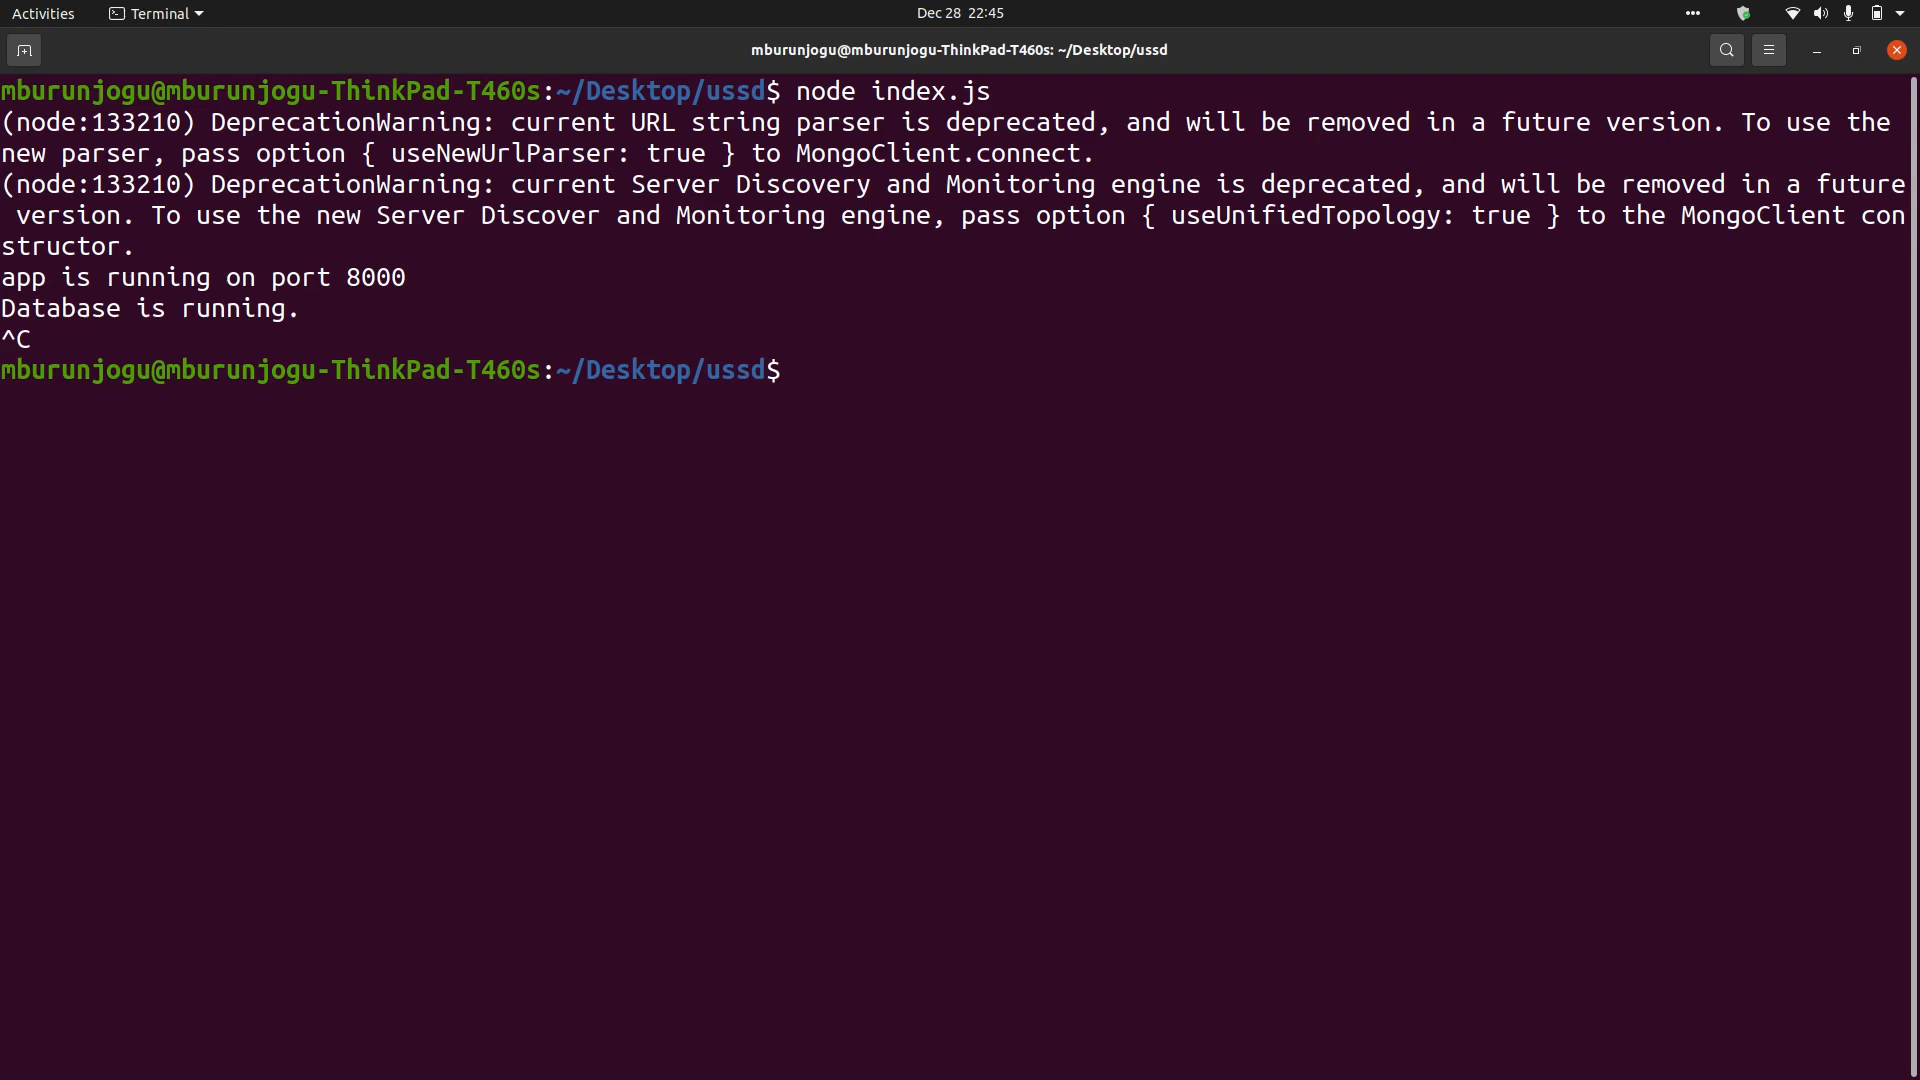 Activities Terminal Dec 28 22:45
mburunjogu@mburunjogu-ThinkPad-T460s: ~/Desktop/ussd
mburunjogu@mburunjogu-ThinkPad-T460s:~/Desktop/ussd$ node index.js
(node:133210) DeprecationWarning: current URL string parser is deprecated, and will be removed in a future version. To use the
new parser, pass option { useNewUrlParser: true } to MongoClient.connect.
(node:133210) DeprecationWarning: current Server Discovery and Monitoring engine is deprecated, and will be removed in a future
 version. To use the new Server Discover and Monitoring engine, pass option { useUnifiedTopology: true } to the MongoClient con
structor.
app is running on port 8000
Database is running.
^C
mburunjogu@mburunjogu-ThinkPad-T460s:~/Desktop/ussd$